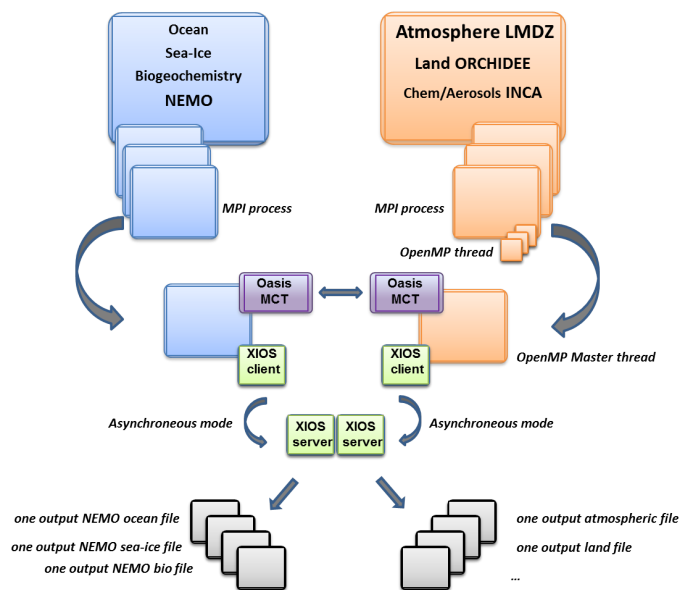 Ocean
Sea-Ice
Biogeochemistry
NEMO
Atmosphere LMDZ
Land ORCHIDEE
Chem/Aerosols INCA
MPI process
MPI process
OpenMP thread
Oasis
MCT
Oasis
MCT
XIOS
client
XIOS
client
OpenMP Master thread
Asynchroneous mode
XIOS
server
XIOS
server
Asynchroneous mode
one output NEMO ocean file
one output NEMO sea-ice file
one output NEMO bio file
one output atmospheric file
one output land file
...